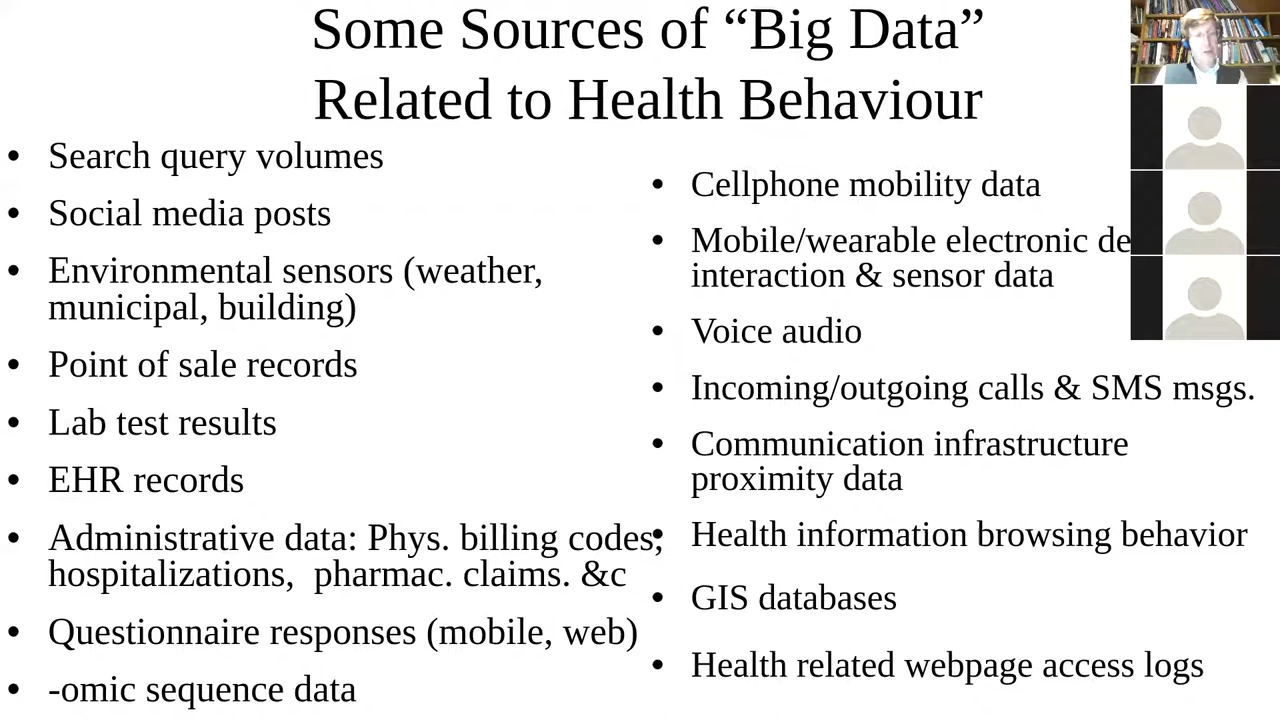 Some Sources of “Big Data”
Related to Health Behaviour
• Search query volumes
• Social media posts
• Environmental sensors (weather,
municipal, building)
• Point of sale records
• Lab test results
• EHR records
• Administrative data: Phys. billing codes,
hospitalizations,  pharmac. claims. &c
• Questionnaire responses (mobile, web)
• -omic sequence data
• Cellphone mobility data
• Mobile/wearable electronic de
interaction & sensor data
• Voice audio
• Incoming/outgoing calls & SMS msgs.
• Communication infrastructure
proximity data
• Health information browsing behavior
• GIS databases
• Health related webpage access logs